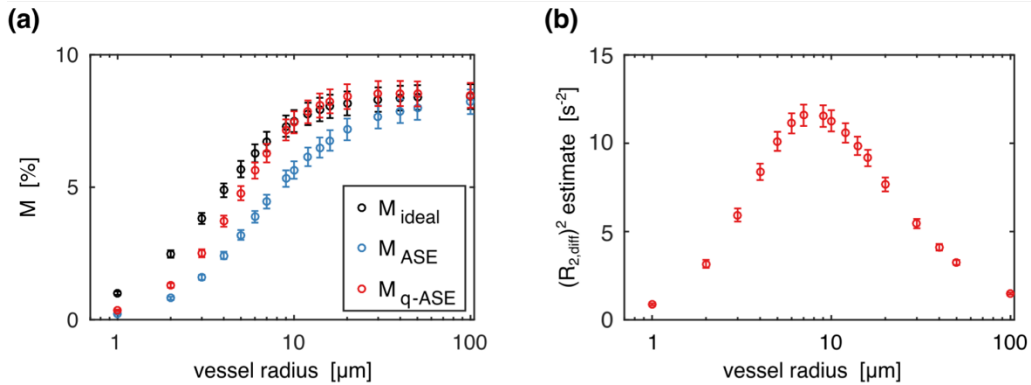 (a)
10
5
0
M [%]
1
10
100
vessel radius [µm]
M ideal
M ASE
M q-ASE
(b)
15
10
5
0
(R2,diff)² estimate [s-2]
1
10
100
vessel radius [µm]